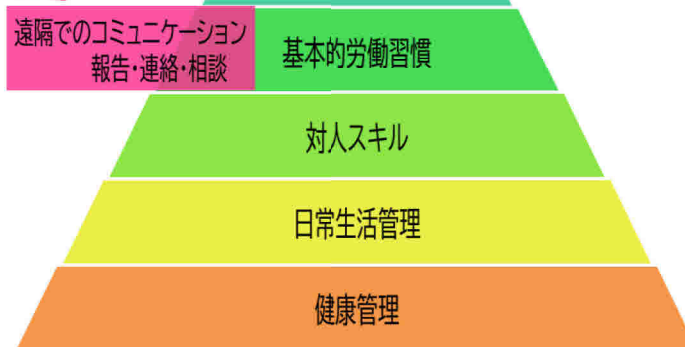 遠隔でのコミュニケーション
報告・連絡・相談
基本的労働習慣
対人スキル
日常生活管理
健康管理